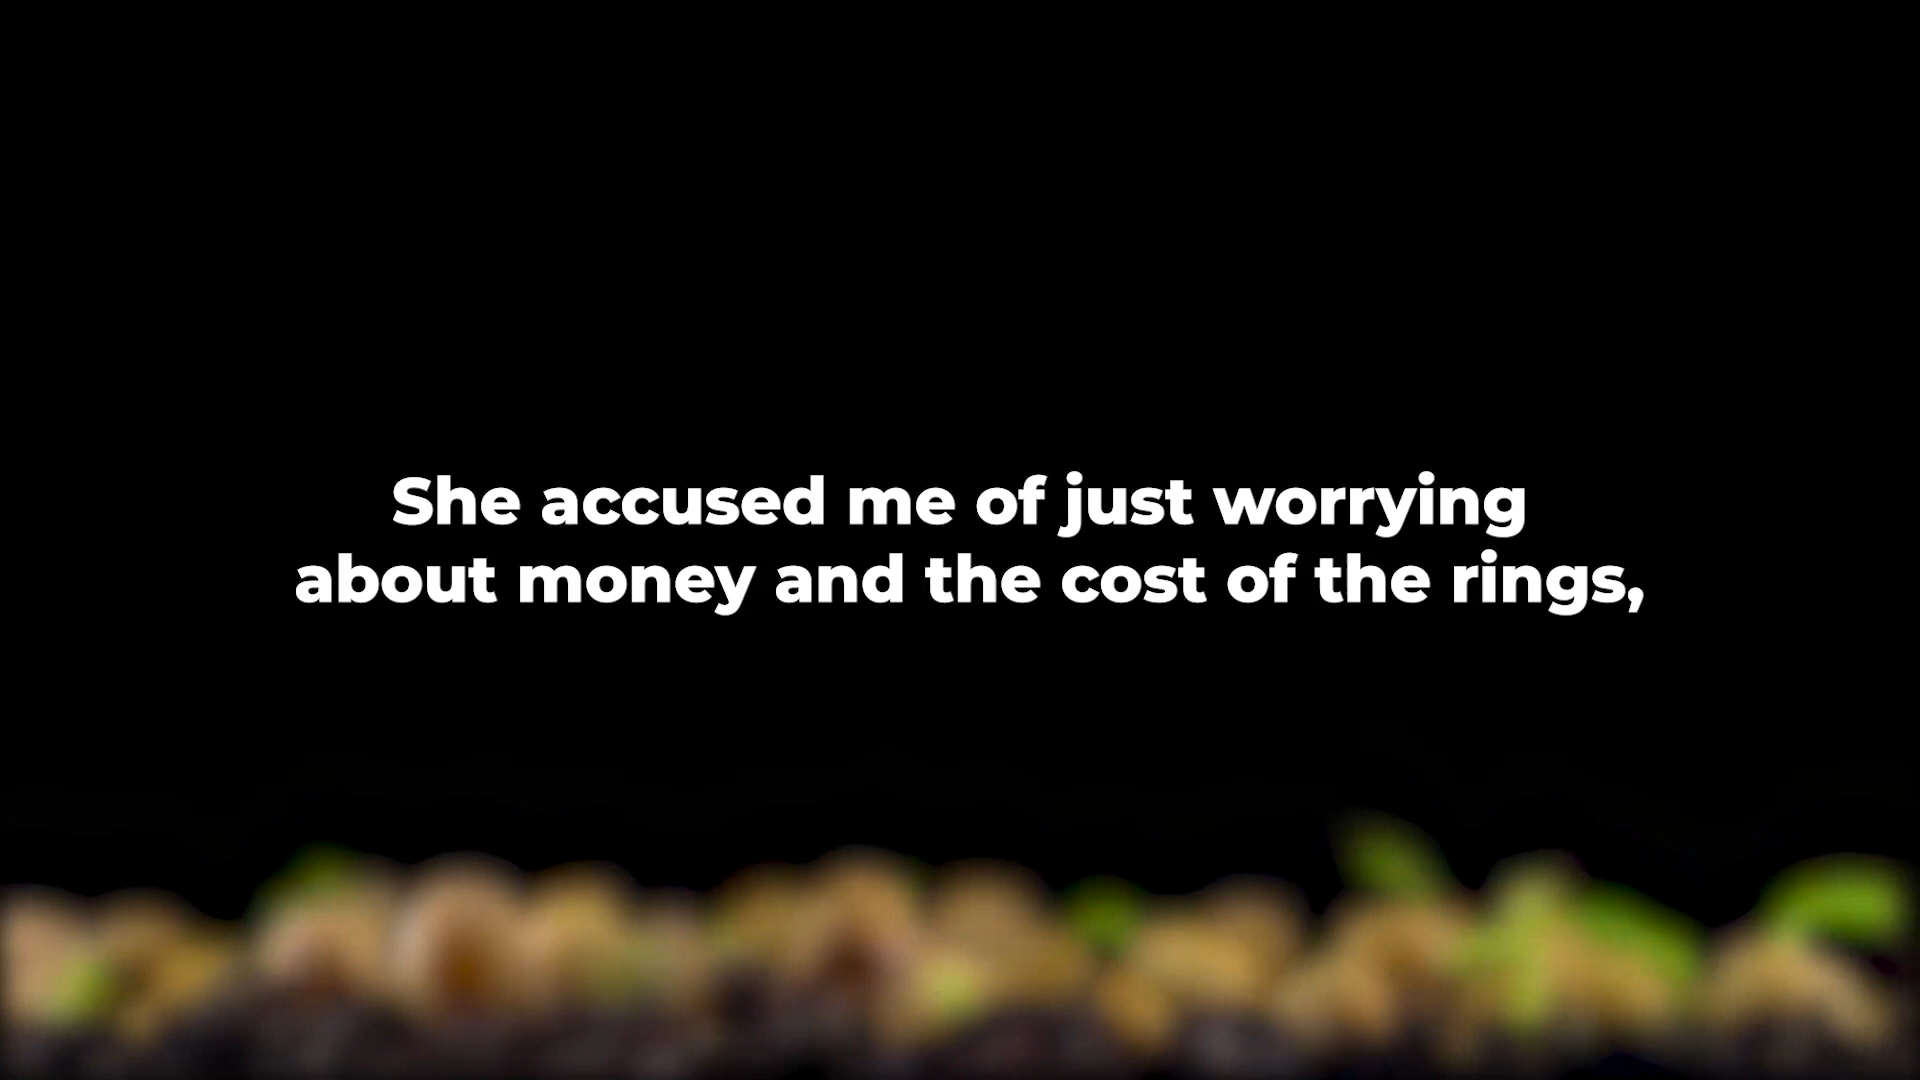 She accused me of just worrying
about money and the cost of the rings,